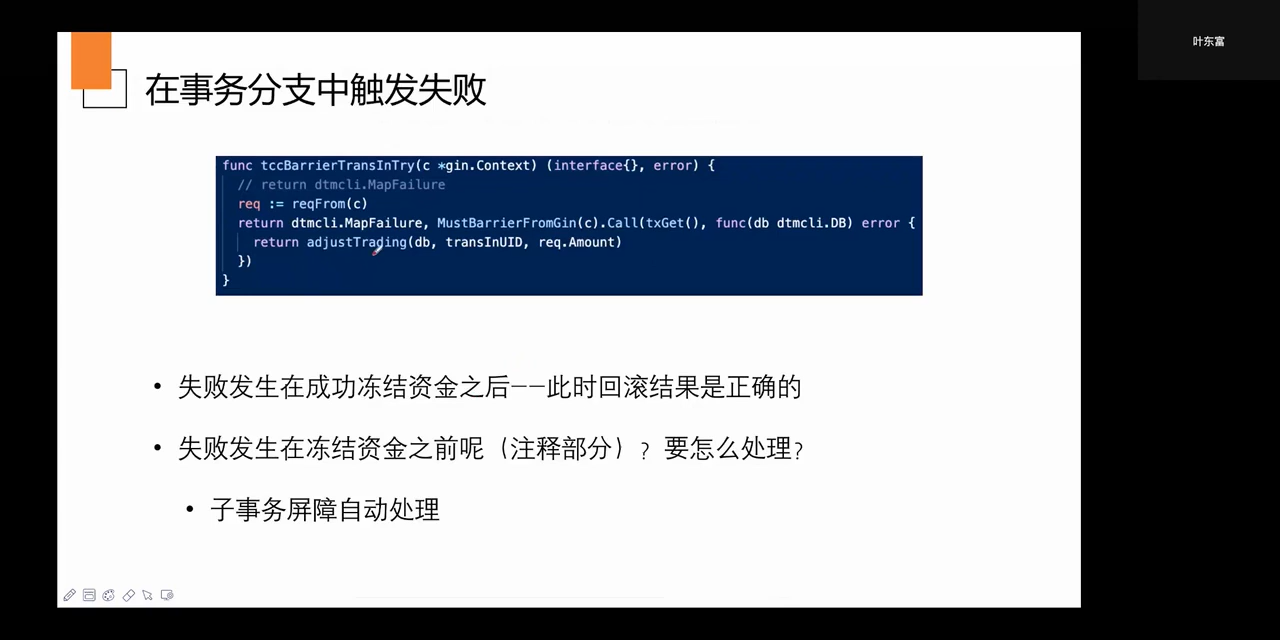 叶东富
在事务分支中触发失败
func tccBarrierTransInTry(c *gin.Context) (interface{}, error) {
// return dtmcli.MapFailure
req := reqFrom(c)
return dtmcli.MapFailure, MustBarrierFromGin(c).Call(txGet(), func(db dtmcli.DB) error {
return adjustTrading(db, transInUID, req.Amount)
})
}
• 失败发生在成功冻结资金之后——此时回滚结果是正确的
• 失败发生在冻结资金之前呢（注释部分）？要怎么处理？
• 子事务屏障自动处理